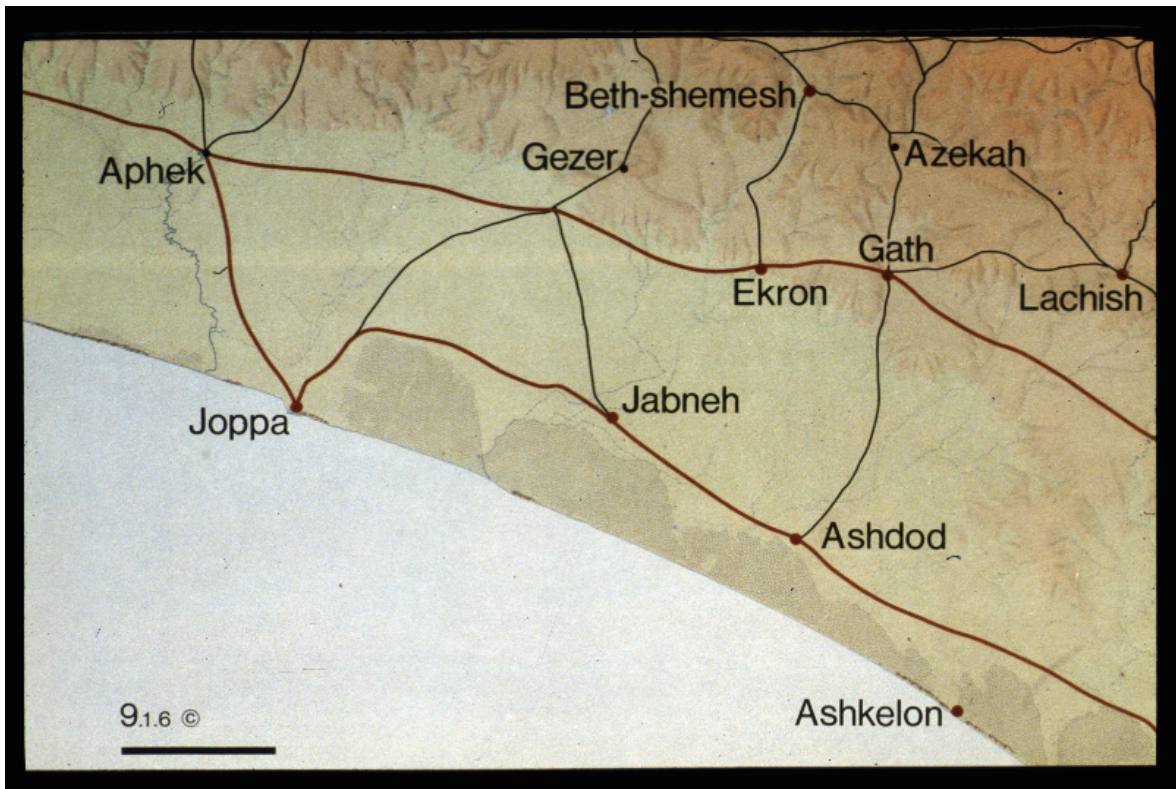 Beth-shemesh
Gezer
Azekah
Aphek
Gath
Ekron
Lachish
Jabneh
Joppa
Ashdod
Ashkelon
9.1.6 ©